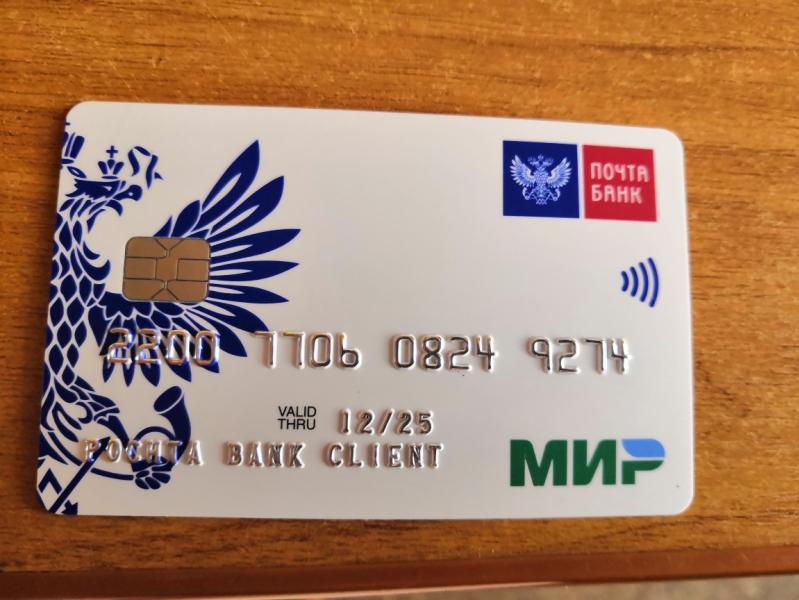 ПОЧТА
БАНК
2200 7706 0824 9274
VALID
THRU 12/25
POCHTA BANK CLIENT
МИР